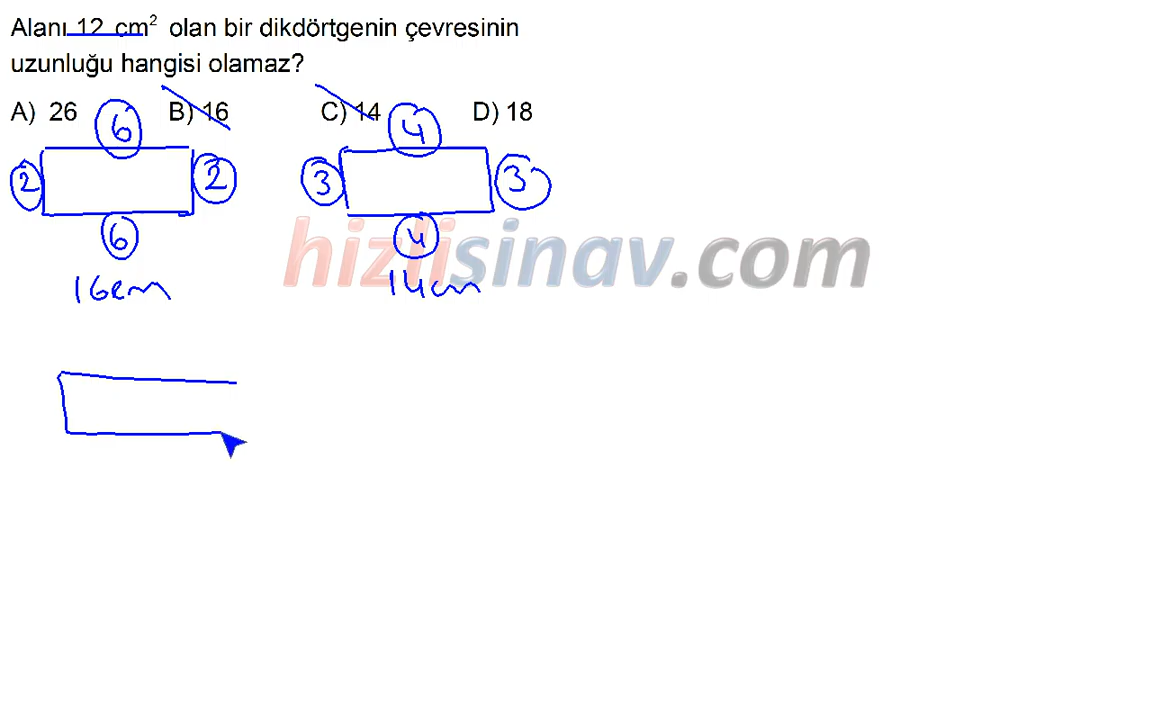 Alanı 12 cm² olan bir dikdörtgenin çevresinin
uzunluğu hangisi olamaz?
A) 26 B) 16 C) 14 D) 18
6 4
2 2 3 3
6 4
16cm 14cm
hizlisinav.com